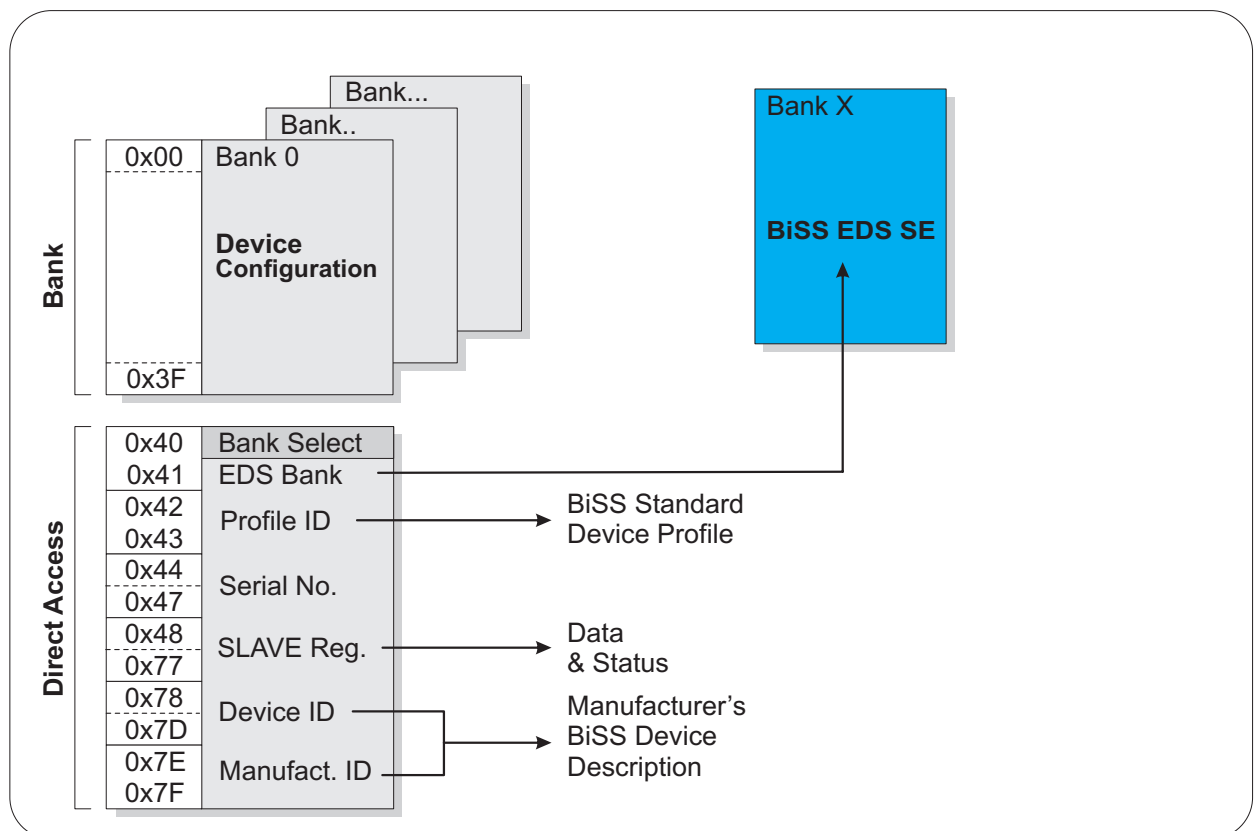 Bank...
Bank..
Bank 0
0x00
Device
Configuration
0x3F
Bank
Bank X
BiSS EDS SE
Direct Access
0x40 Bank Select
0x41 EDS Bank
0x42
Profile ID
0x43
BiSS Standard
Device Profile
0x44
Serial No.
0x47
0x48
SLAVE Reg.
0x77
Data
& Status
0x78
Device ID
0x7D
0x7E
Manufact. ID
0x7F
Manufacturer's
BiSS Device
Description